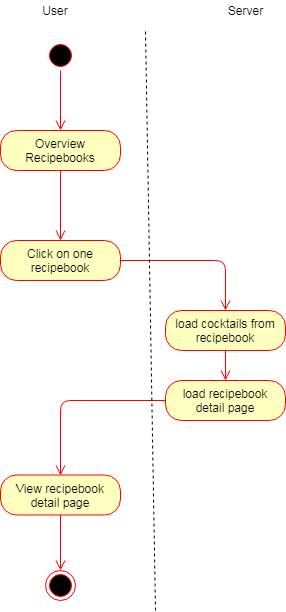 User
Server
Overview
Recipebooks
Click on one
recipebook
load cocktails from
recipebook
load recipebook
detail page
View recipebook
detail page